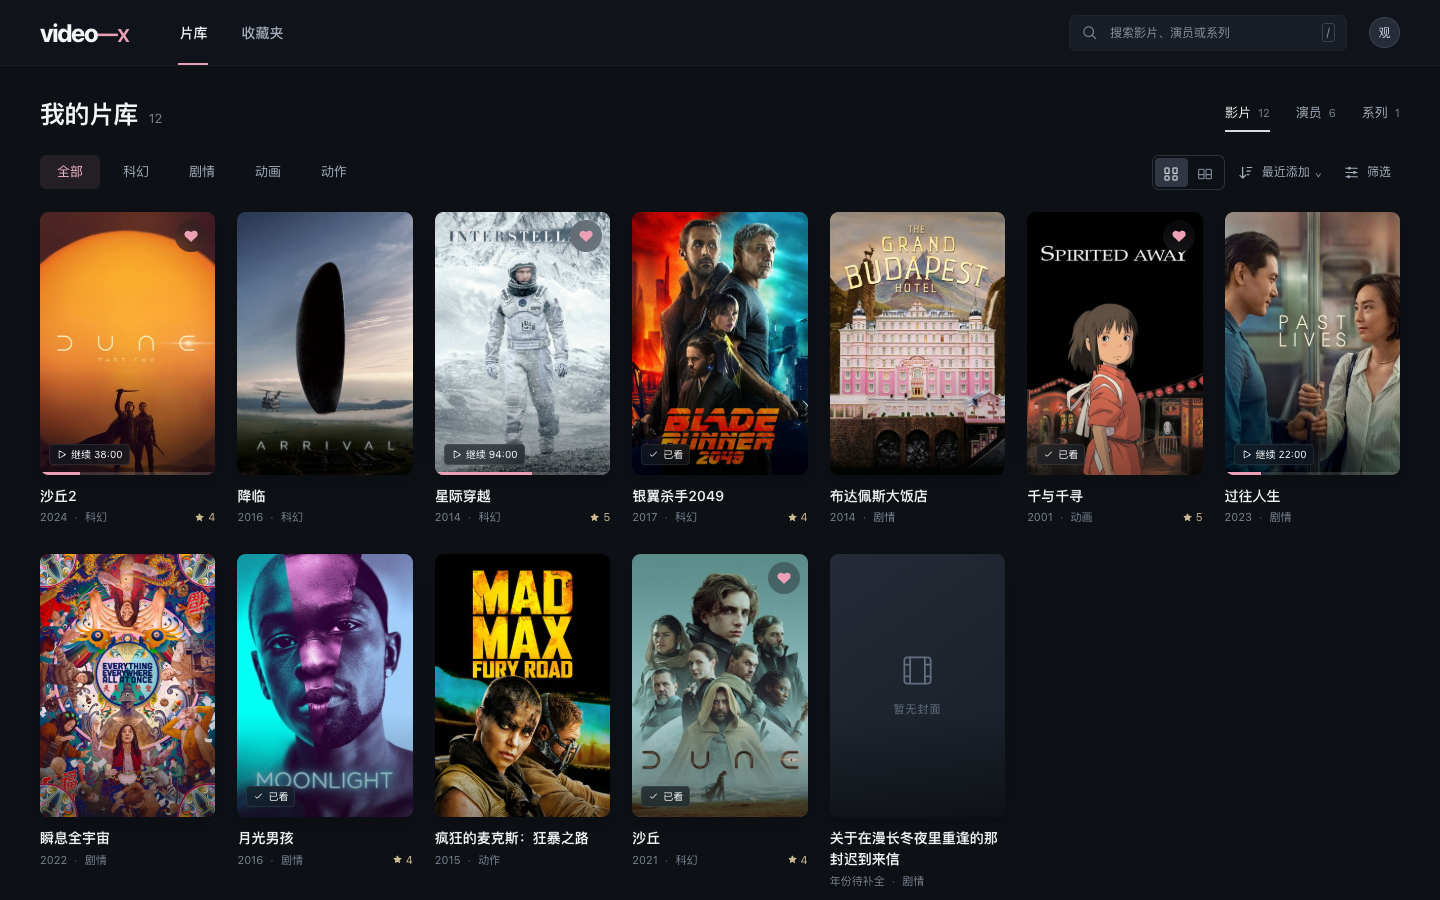 video—x
片库
收藏夹
搜索影片、演员或系列
/
观
我的片库 12
影片 12
演员 6
系列 1
全部
科幻
剧情
动画
动作
最近添加
筛选
DUNE
PART TWO
继续 38:00
沙丘2
2024 · 科幻
4
ARRIVAL
降临
2016 · 科幻
INTERSTELL
继续 94:00
星际穿越
2014 · 科幻
5
BLADE
RUNNER
2049
已看
银翼杀手2049
2017 · 科幻
4
THE
GRAND
BUDAPEST
HOTEL
布达佩斯大饭店
2014 · 剧情
SPIRITED AWAY
已看
千与千寻
2001 · 动画
5
PAST
LIVES
继续 22:00
过往人生
2023 · 剧情
EVERYTHING
EVERYWHERE
ALL AT ONCE
瞬息全宇宙
2022 · 剧情
MOONLIGHT
已看
月光男孩
2016 · 剧情
4
MAD
MAX
FURY ROAD
疯狂的麦克斯：狂暴之路
2015 · 动作
DUNE
已看
沙丘
2021 · 科幻
4
暂无封面
关于在漫长冬夜里重逢的那
封迟到来信
年份待补全 · 剧情